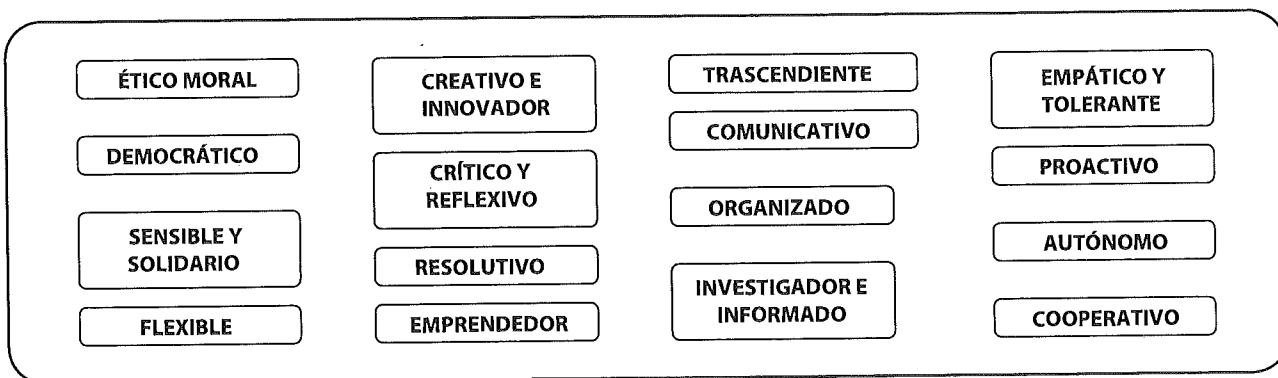 ÉTICO MORAL
DEMOCRÁTICO
SENSIBLE Y
SOLIDARIO
FLEXIBLE
CREATIVO E
INNOVADOR
CRÍTICO Y
REFLEXIVO
RESOLUTIVO
EMPRENDEDOR
TRASCENDIENTE
COMUNICATIVO
ORGANIZADO
INVESTIGADOR E
INFORMADO
EMPÁTICO Y
TOLERANTE
PROACTIVO
AUTÓNOMO
COOPERATIVO